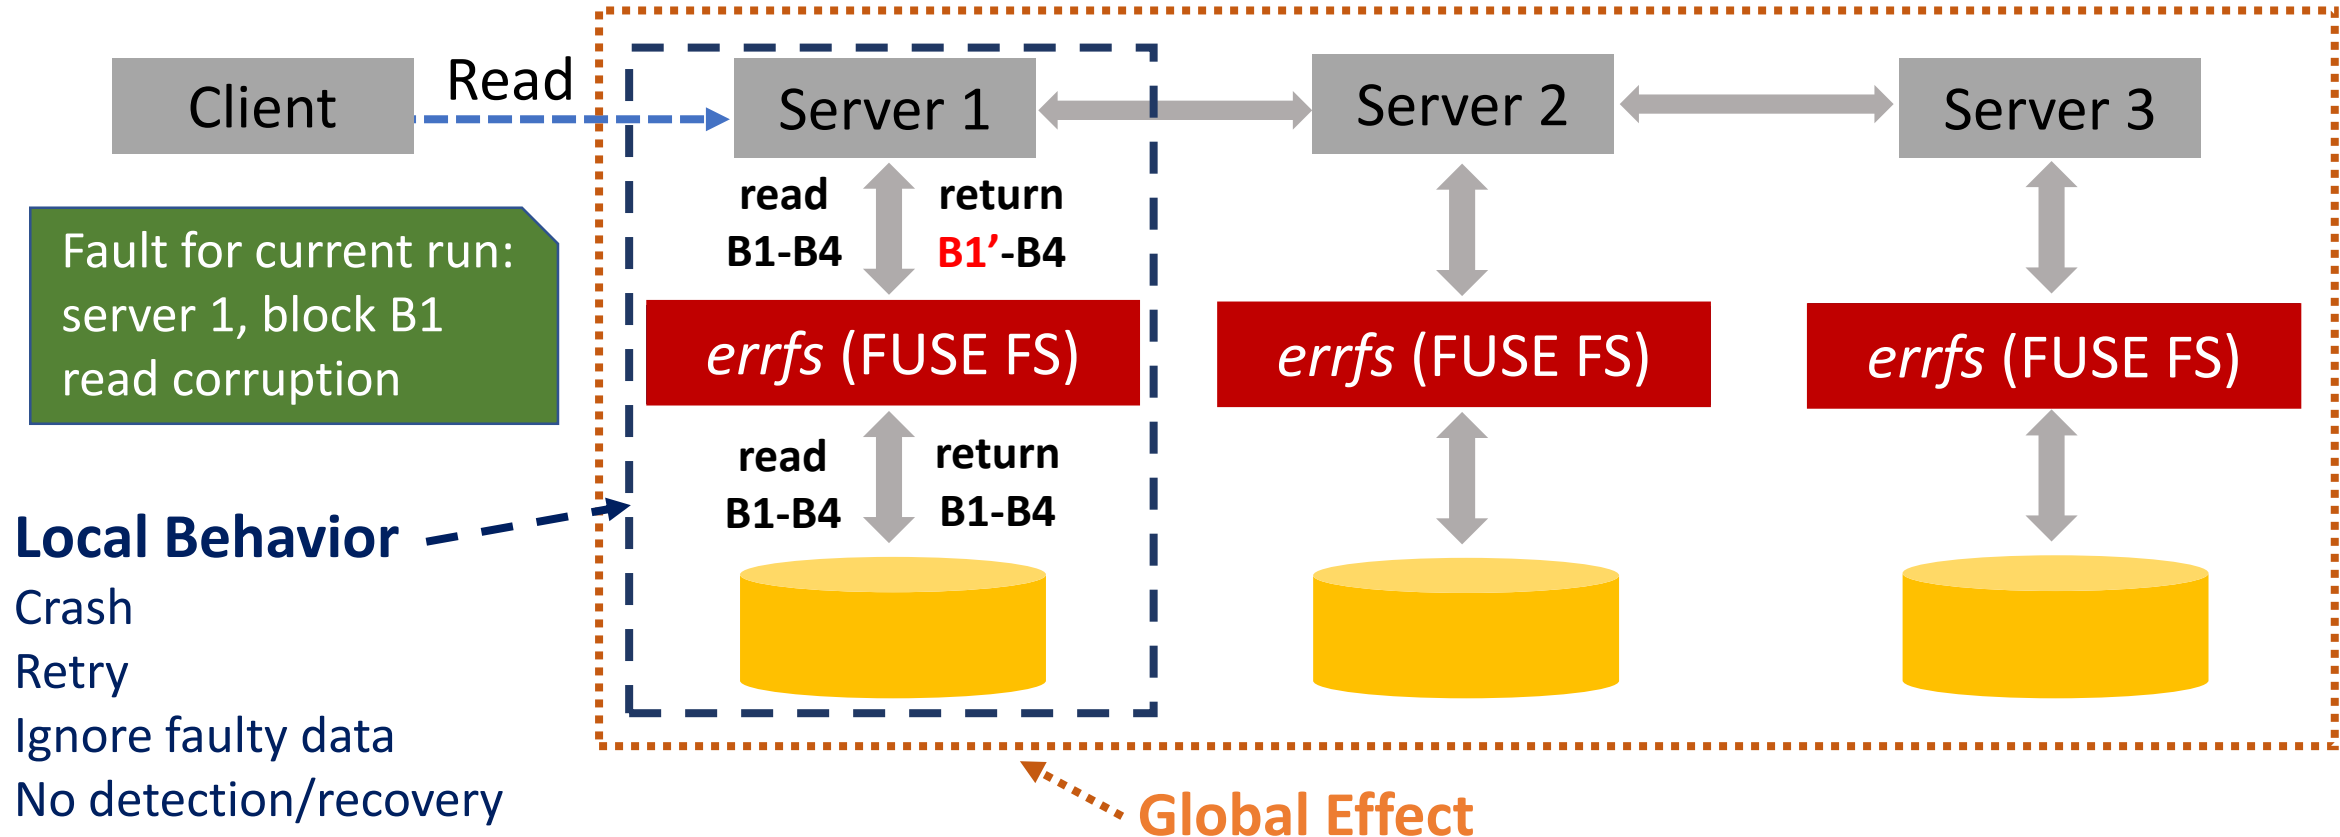 Client
Read
Server 1
Server 2
Server 3
read
B1-B4
return
B1’-B4
Fault for current run:
server 1, block B1
read corruption
errfs (FUSE FS)
errfs (FUSE FS)
errfs (FUSE FS)
read
B1-B4
return
B1-B4
Local Behavior
Crash
Retry
Ignore faulty data
No detection/recovery
Global Effect